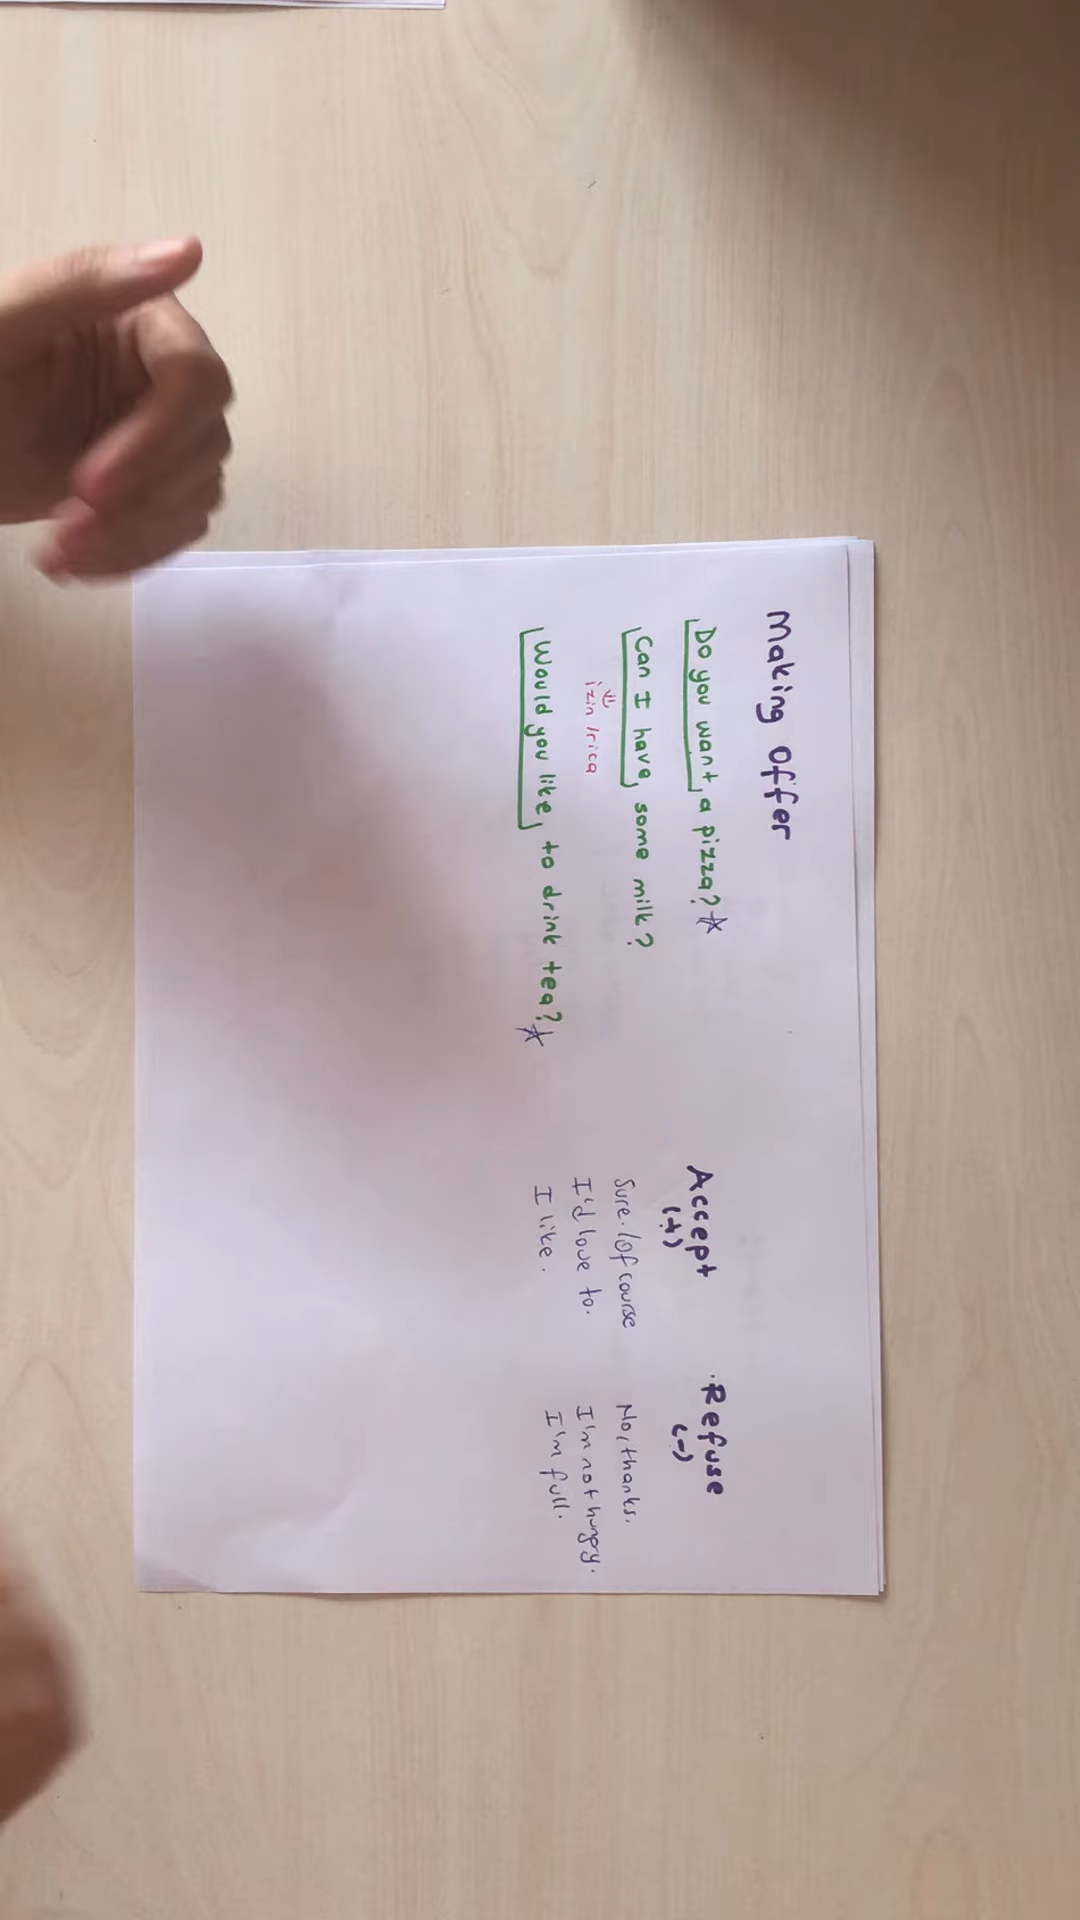 Making Offer
Do you want a pizza? ☆
Can I have some milk?
izin / rica
Would you like to drink tea? ☆
Accept
(+)
Sure. / of course
I'd love to.
I like.
Refuse
(-)
No, thanks.
I'm not hungry.
I'm full.